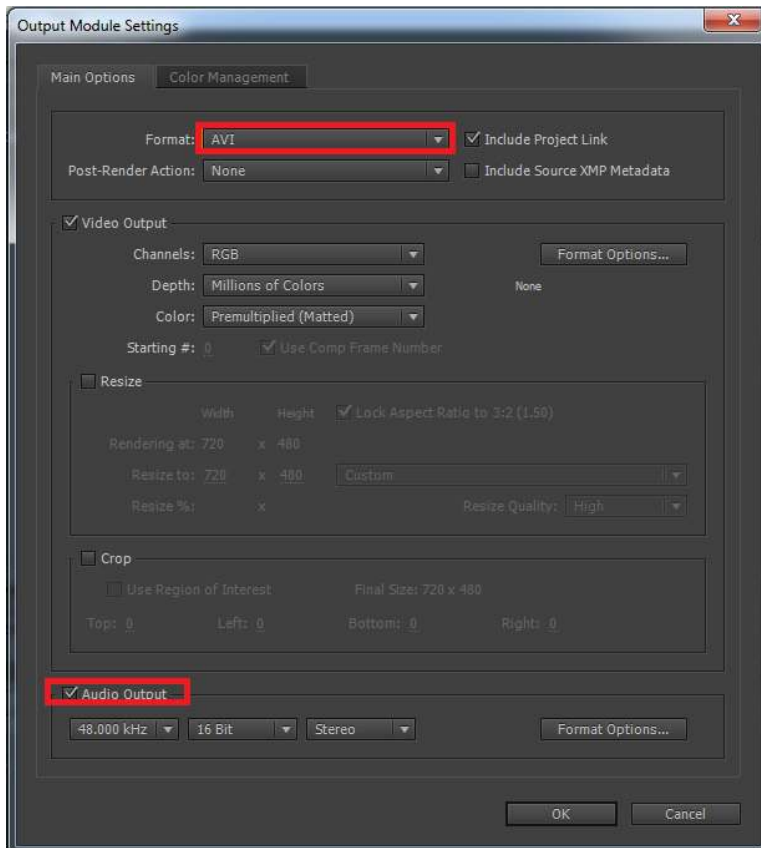 Output Module Settings
Main Options Color Management
Format: AVI Include Project Link
Post-Render Action: None Include Source XMP Metadata
Video Output
Channels: RGB Format Options...
Depth: Millions of Colors None
Color: Premultiplied (Matted)
Starting #: 0 Use Comp Frame Number
Resize
Width Height Lock Aspect Ratio to 3:2 (1.50)
Rendering at: 720 x 480
Resize to: 720 x 480 Custom
Resize %: x Resize Quality: High
Crop
Use Region of Interest Final Size: 720 x 480
Top: 0 Left: 0 Bottom: 0 Right: 0
Audio Output
48.000 kHz 16 Bit Stereo Format Options...
OK Cancel